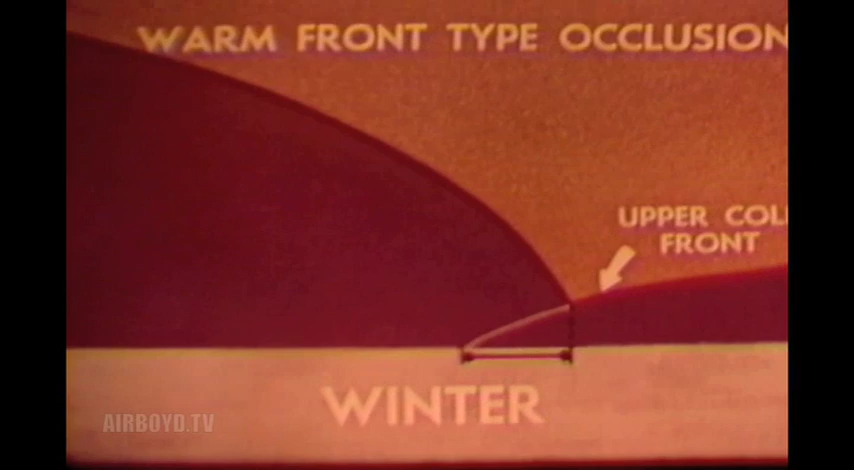 WARM FRONT TYPE OCCLUSION
UPPER COL
FRONT
WINTER
AIRBOYD.TV